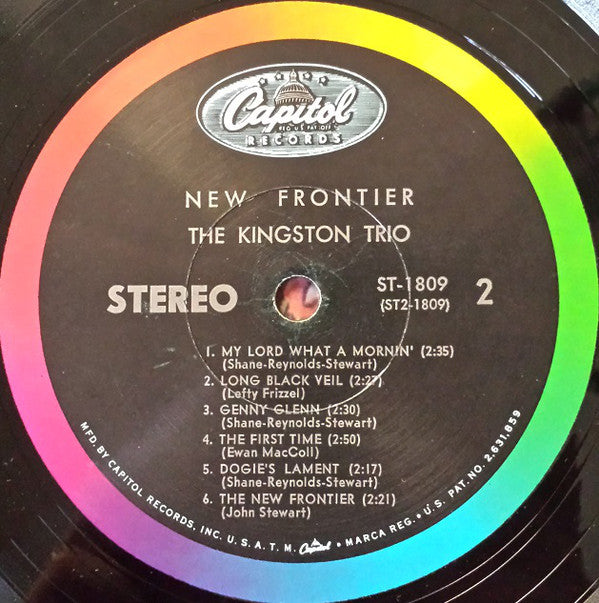 Capitol
REG. U.S. PAT. OFF.
RECORDS
NEW FRONTIER
THE KINGSTON TRIO
STEREO
ST-1809
(ST2-1809)
2
1. MY LORD WHAT A MORNIN' (2:35)
(Shane-Reynolds-Stewart)
2. LONG BLACK VEIL (2:27)
(Lefty Frizzel)
3. GENNY GLENN (2:30)
(Shane-Reynolds-Stewart)
4. THE FIRST TIME (2:50)
(Ewan MacColl)
5. DOGIE'S LAMENT (2:17)
(Shane-Reynolds-Stewart)
6. THE NEW FRONTIER (2:21)
(John Stewart)
MFD. BY CAPITOL RECORDS, INC. U.S.A. T.M. Capitol • MARCA REG. • U.S. PAT. NO. 2,631,859